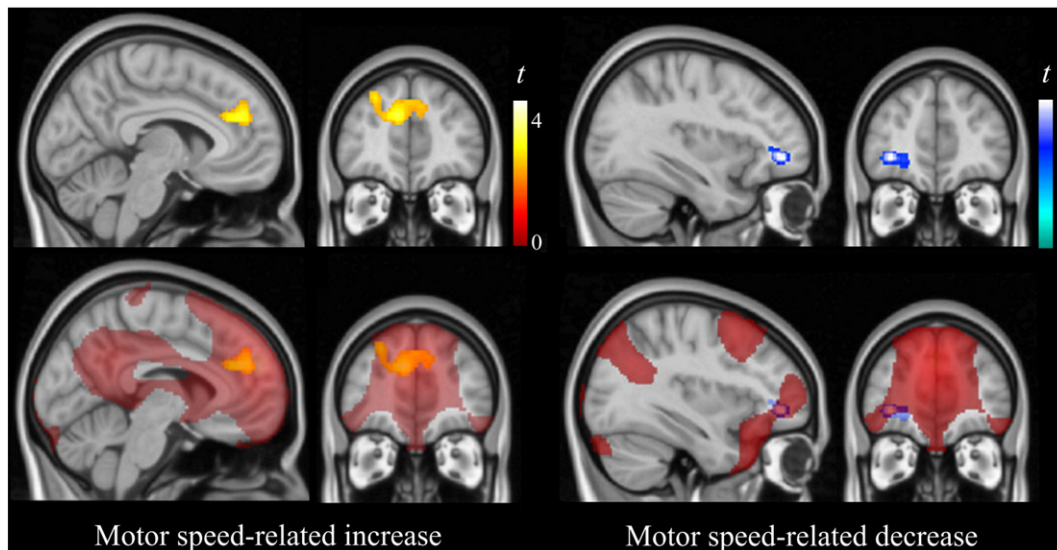 t
4
0
t
Motor speed-related increase
Motor speed-related decrease